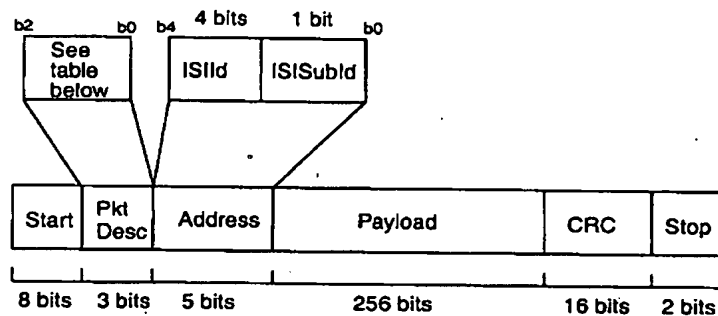 b2 b0 b4 4 bits 1 bit b0
See
table
below
ISIId ISISubId
Start Pkt
Desc Address Payload CRC Stop
8 bits 3 bits 5 bits 256 bits 16 bits 2 bits